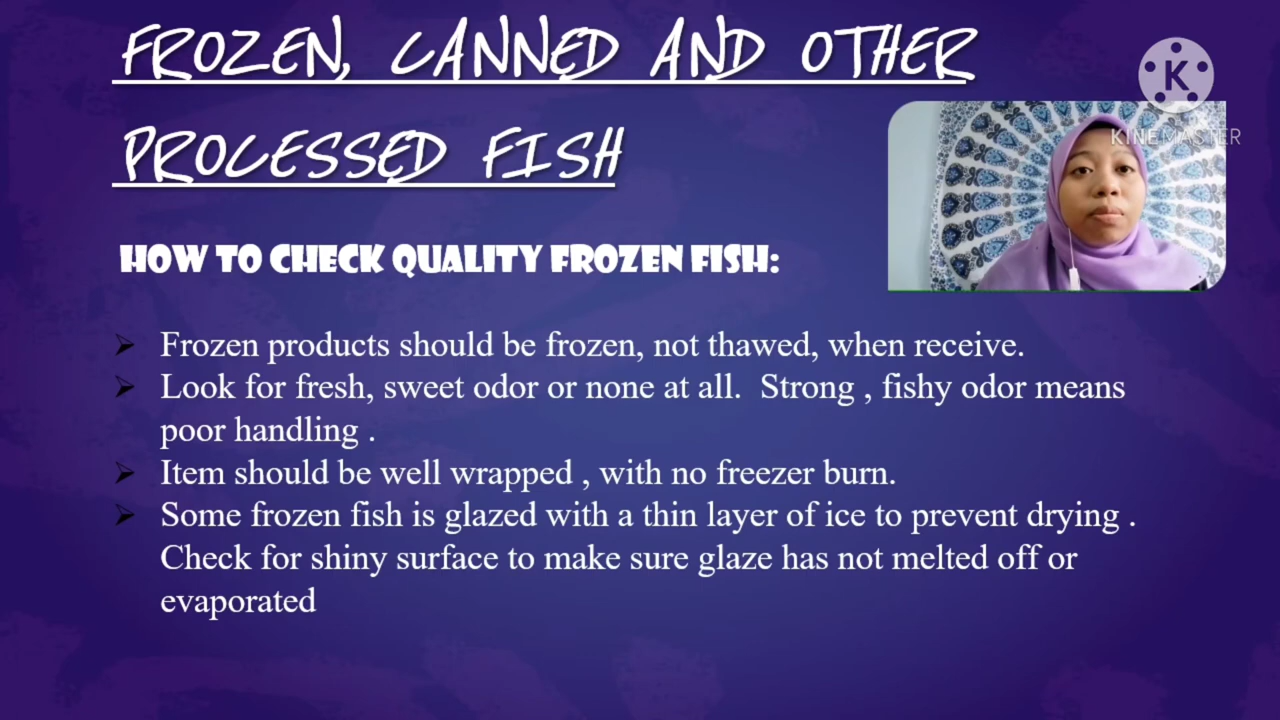 FROZEN, CANNED AND OTHER
PROCESSED FISH
K
KINEMASTER
HOW TO CHECK QUALITY FROZEN FISH:
Frozen products should be frozen, not thawed, when receive.
Look for fresh, sweet odor or none at all.  Strong , fishy odor means
poor handling .
Item should be well wrapped , with no freezer burn.
Some frozen fish is glazed with a thin layer of ice to prevent drying .
Check for shiny surface to make sure glaze has not melted off or
evaporated